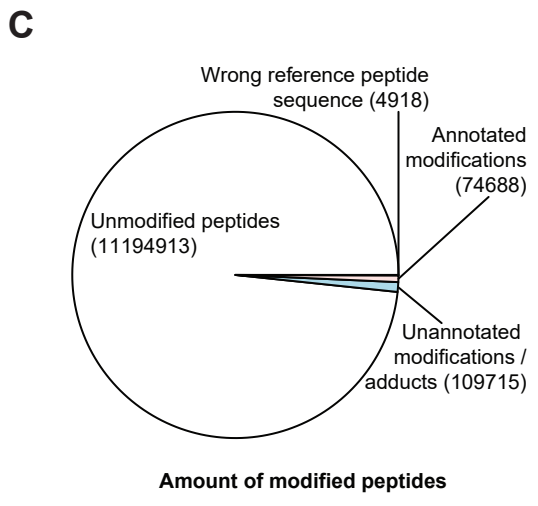 C
Wrong reference peptide
sequence (4918)
Annotated
modifications
(74688)
Unmodified peptides
(11194913)
Unannotated
modifications /
adducts (109715)
Amount of modified peptides